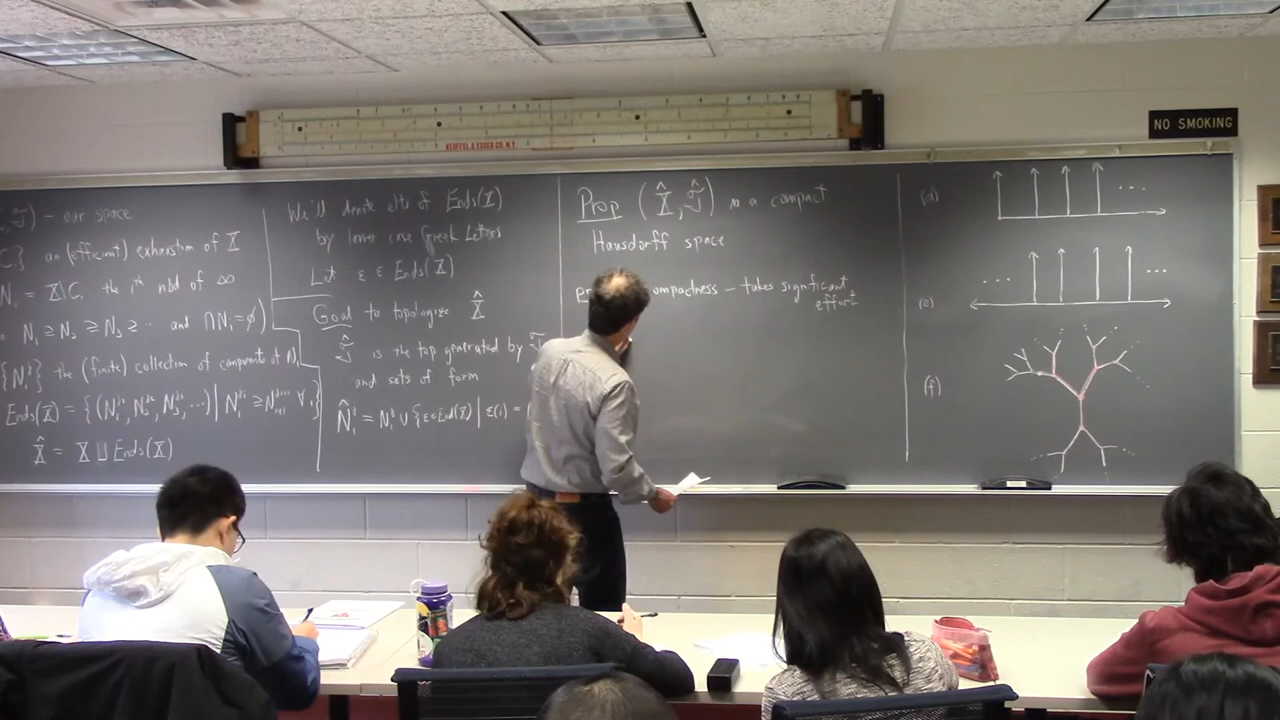 KEUFFEL & ESSER CO. N.Y.
NO SMOKING
, 𝒥) – our space
C} an (efficient) exhaustion of X
N_i = X\C_i the i^th nbd of ∞
N_1 ≥ N_2 ≥ N_3 ≥ ··· and ∩N_i = ∅)
{N_i^j} the (finite) collection of components of N_i
Ends(X) = {(N_1^{j_1}, N_2^{j_2}, N_3^{j_3}, ...) | N_i^{j_i} ≥ N_{i+1}^{j_{i+1}} ∀ i}
X̂ = X ⊔ Ends(X)
We'll denote elts of Ends(X)
by lower case Greek Letters
Let ε ∈ Ends(X)
Goal to topologize X̂
𝒥̂ is the top generated by 𝒥
and sets of form
N̂_i^j = N_i^j ∪ {ε∈End(X) | ε(i) =
Prop (X̂, 𝒥̂) is a compact
Hausdorff space
ompactness – takes significant
effort
(d) ...
(e) ... ...
(f)